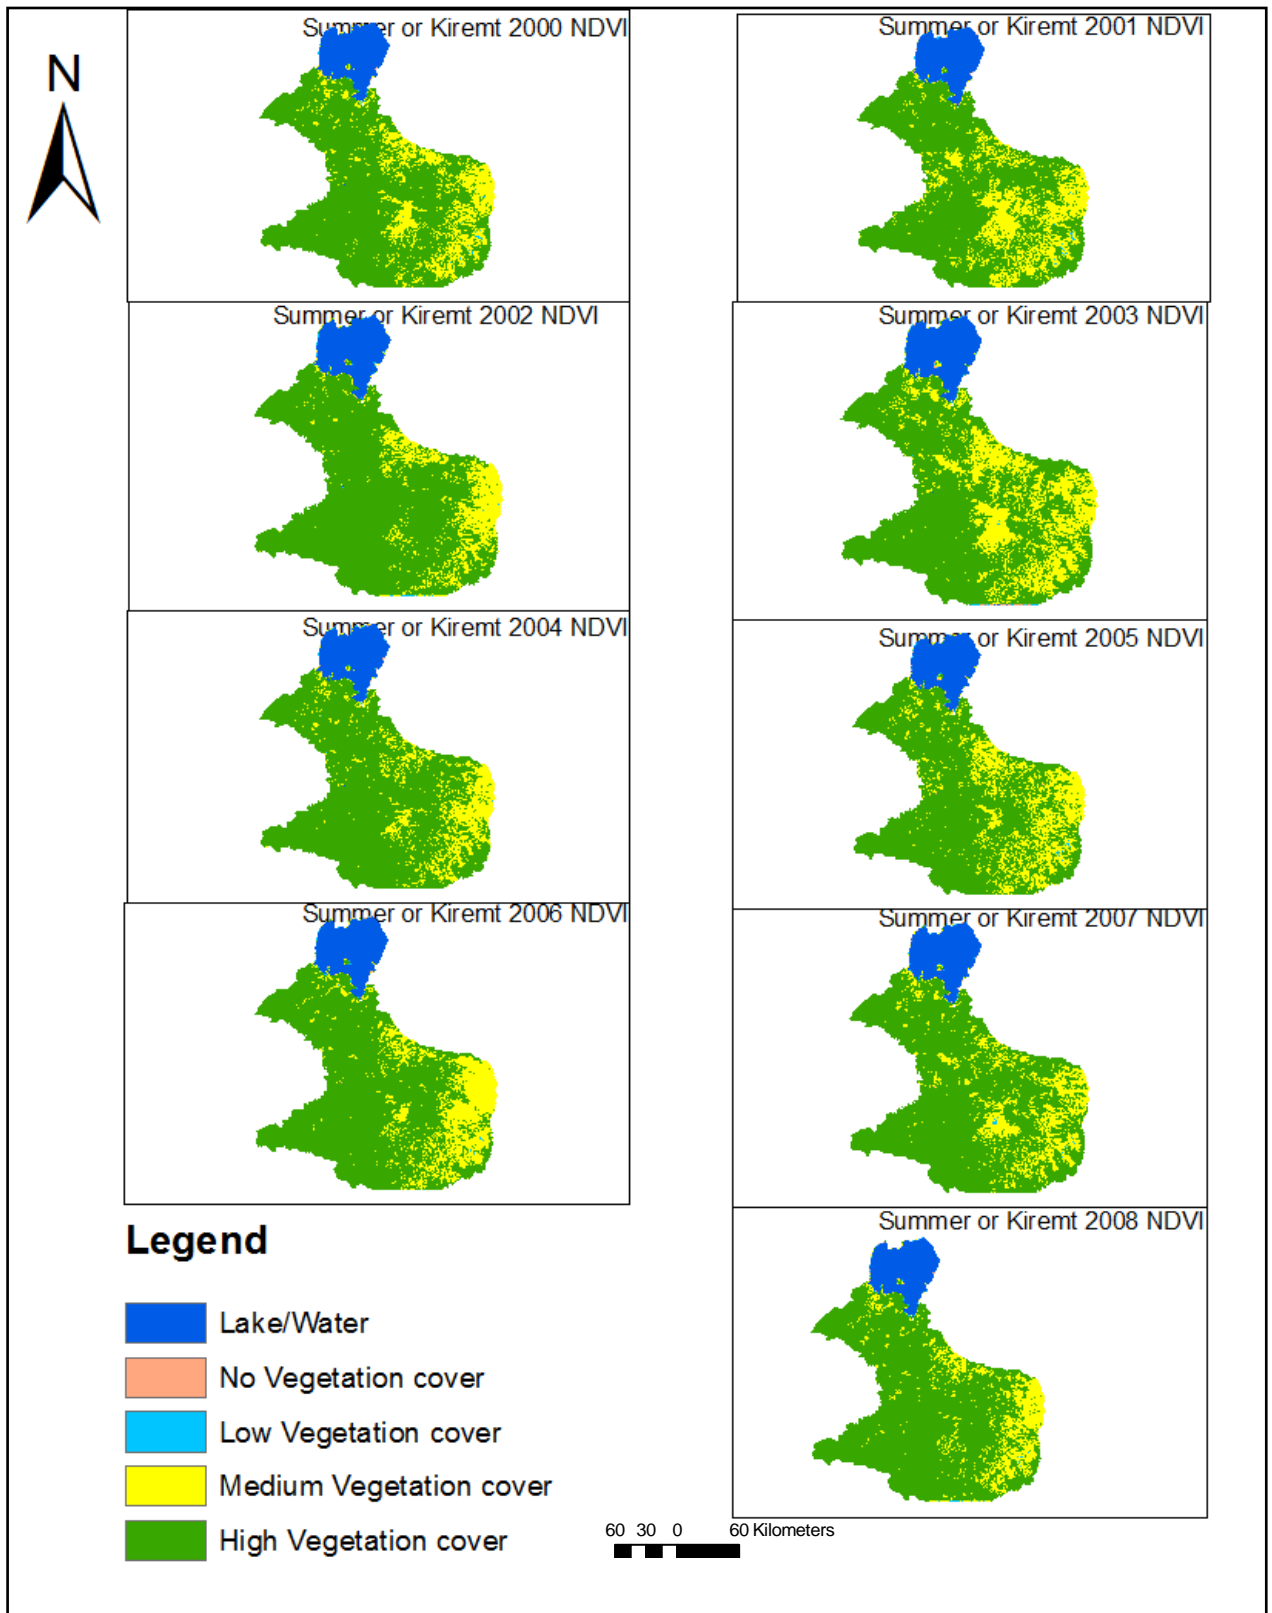 N
Summer or Kiremt 2000 NDVI
Summer or Kiremt 2001 NDVI
Summer or Kiremt 2002 NDVI
Summer or Kiremt 2003 NDVI
Summer or Kiremt 2004 NDVI
Summer or Kiremt 2005 NDVI
Summer or Kiremt 2006 NDVI
Summer or Kiremt 2007 NDVI
Summer or Kiremt 2008 NDVI
Legend
Lake/Water
No Vegetation cover
Low Vegetation cover
Medium Vegetation cover
High Vegetation cover
60 30 0 60 Kilometers